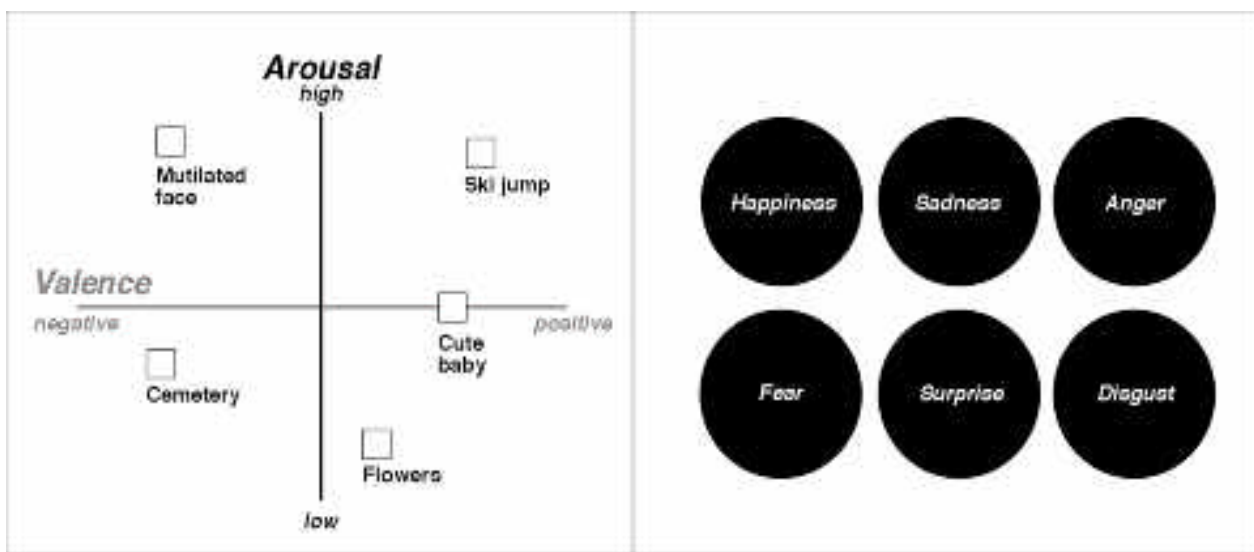 Arousal
high
Mutilated
face
Ski jump
Valence
negative
positive
Cute
baby
Cemetery
Flowers
low
Happiness
Sadness
Anger
Fear
Surprise
Disgust